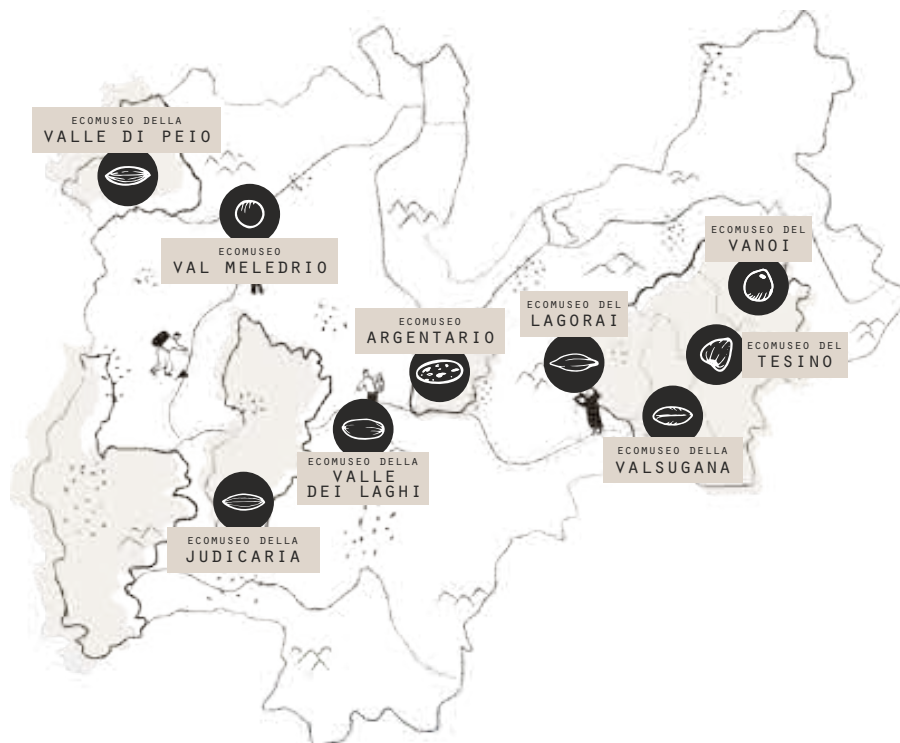 ECOMUSEO DELLA
VALLE DI PEIO
ECOMUSEO
VAL MELEDRIO
ECOMUSEO DEL
VANOI
ECOMUSEO DEL
LAGORAI
ECOMUSEO
ARGENTARIO
ECOMUSEO DEL
TESINO
ECOMUSEO DELLA
VALSUGANA
ECOMUSEO DELLA
VALLE
DEI LAGHI
ECOMUSEO DELLA
JUDICARIA